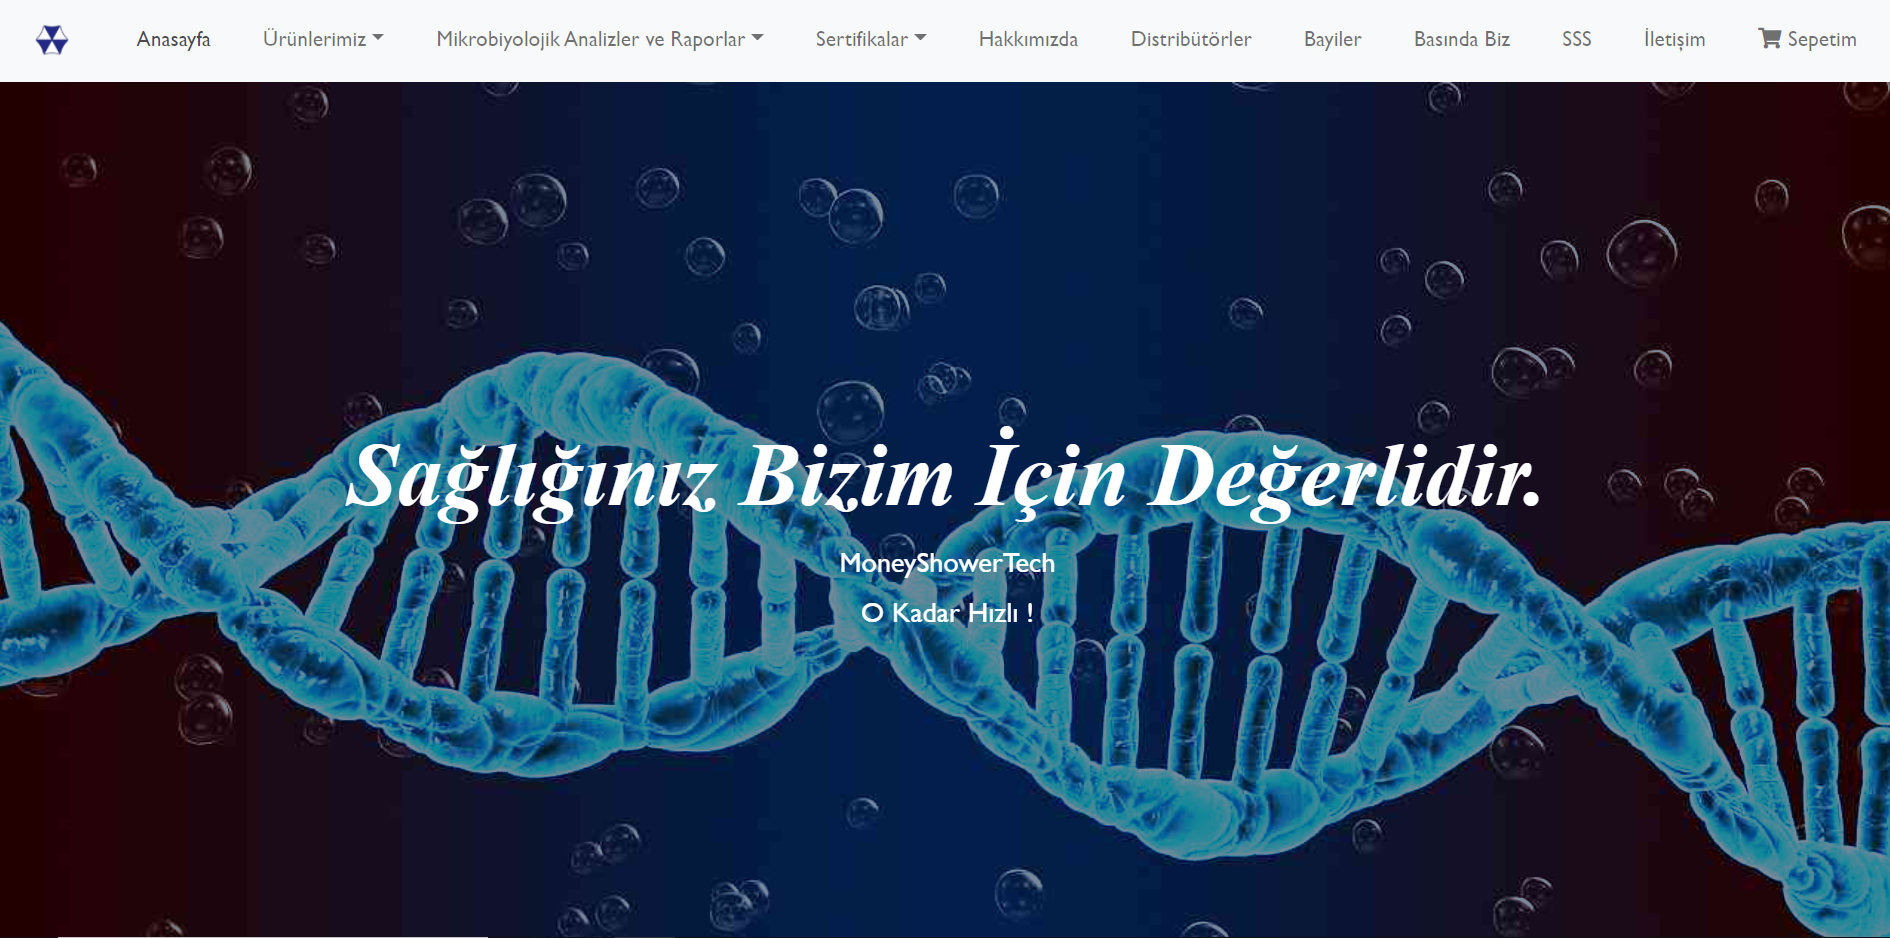 Anasayfa Ürünlerimiz Mikrobiyolojik Analizler ve Raporlar Sertifikalar Hakkımızda Distribütörler Bayiler Basında Biz SSS İletişim Sepetim
Sağlığınız Bizim İçin Değerlidir.
MoneyShowerTech
O Kadar Hızlı !